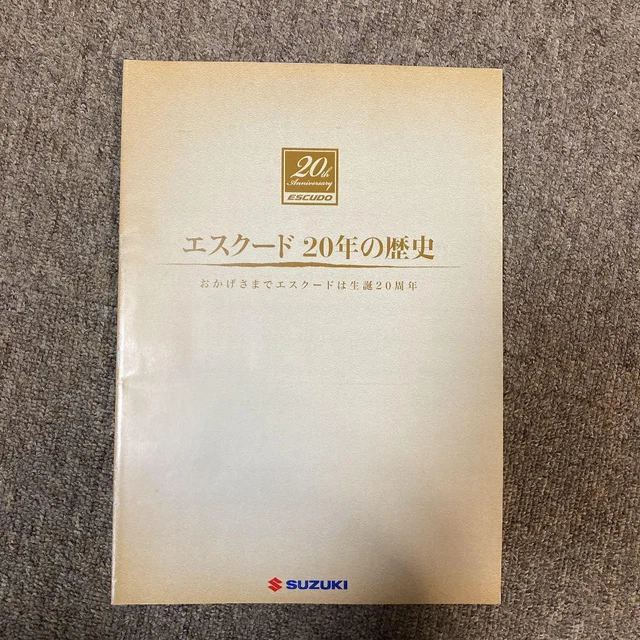 20th
Anniversary
ESCUDO
エスクード 20年の歴史
おかげさまでエスクードは生誕20周年
SUZUKI